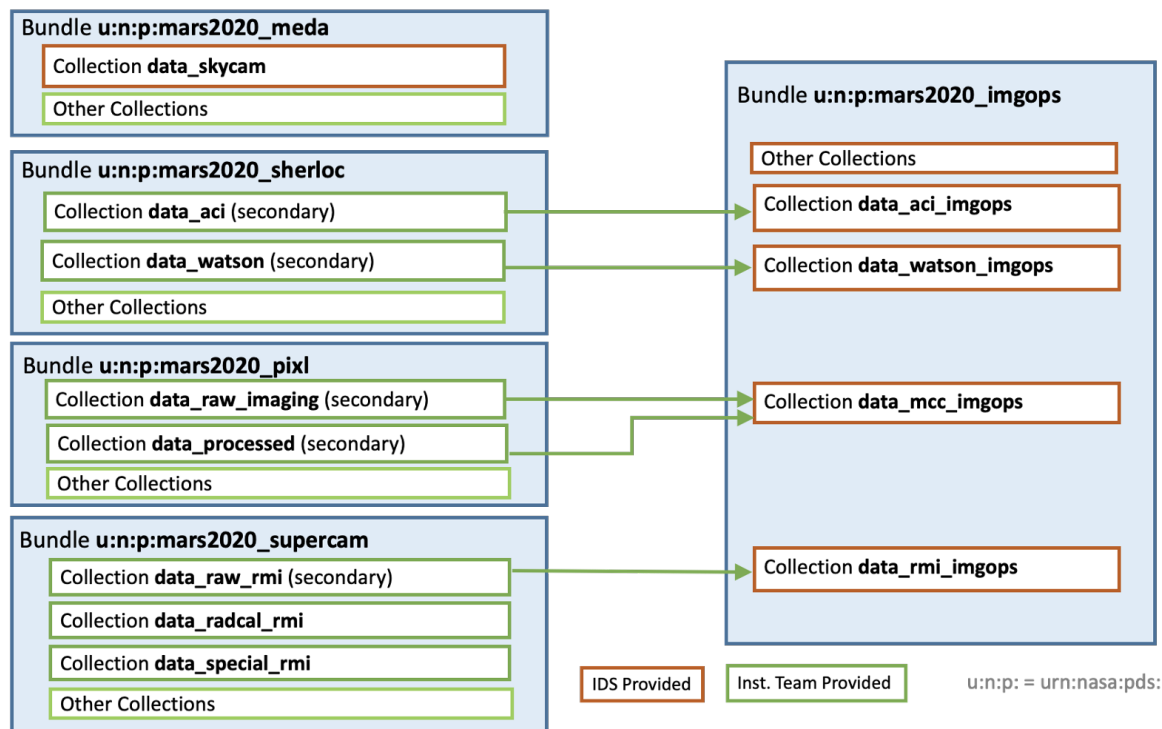 Bundle u:n:p:mars2020_meda
Collection data_skycam
Other Collections
Bundle u:n:p:mars2020_sherloc
Collection data_aci (secondary)
Collection data_watson (secondary)
Other Collections
Bundle u:n:p:mars2020_pixl
Collection data_raw_imaging (secondary)
Collection data_processed (secondary)
Other Collections
Bundle u:n:p:mars2020_supercam
Collection data_raw_rmi (secondary)
Collection data_radcal_rmi
Collection data_special_rmi
Other Collections
Bundle u:n:p:mars2020_imgops
Other Collections
Collection data_aci_imgops
Collection data_watson_imgops
Collection data_mcc_imgops
Collection data_rmi_imgops
IDS Provided
Inst. Team Provided
u:n:p: = urn:nasa:pds: